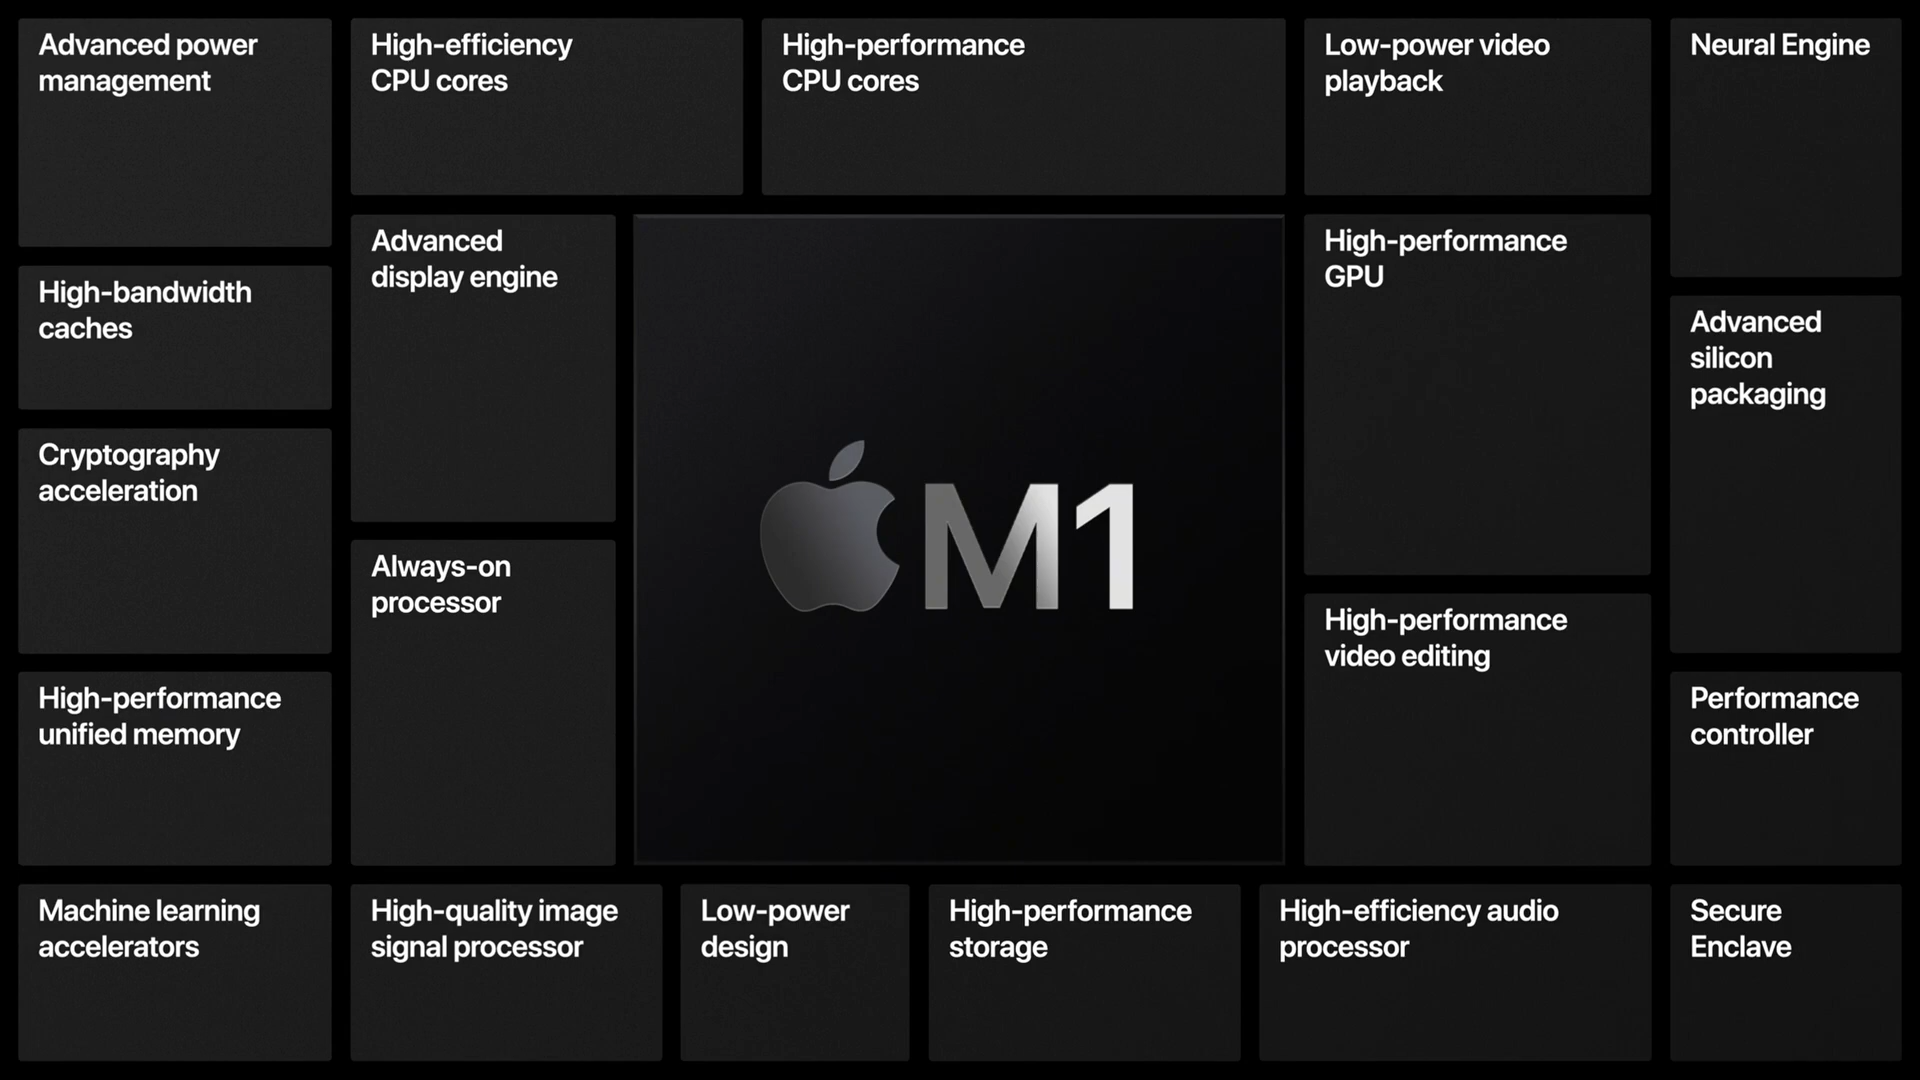 Advanced power
management
High-efficiency
CPU cores
High-performance
CPU cores
Low-power video
playback
Neural Engine
High-bandwidth
caches
Advanced
display engine
High-performance
GPU
Advanced
silicon
packaging
Cryptography
acceleration
Always-on
processor
M1
High-performance
video editing
High-performance
unified memory
Performance
controller
Machine learning
accelerators
High-quality image
signal processor
Low-power
design
High-performance
storage
High-efficiency audio
processor
Secure
Enclave